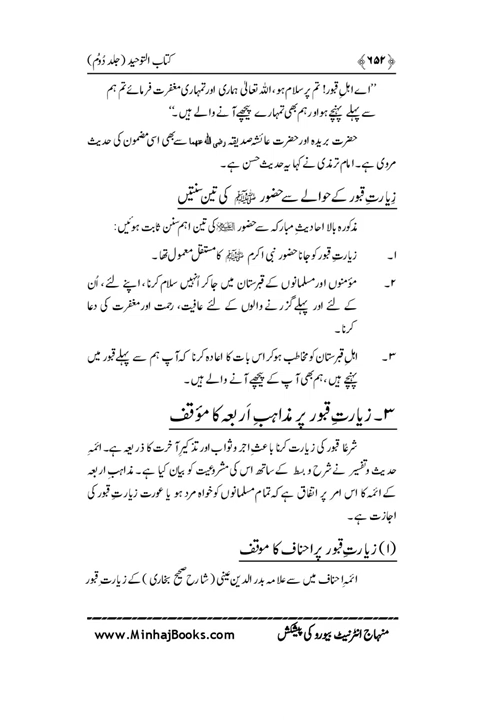 ﴿۶۵۲﴾ کتاب التوحید (جلد دُوُم)
’’اے اہلِ قبور! تم پر سلام ہو، اللہ تعالیٰ ہماری اور تمہاری مغفرت فرمائے تم ہم
سے پہلے پہنچے ہو اور ہم بھی تمہارے پیچھے آنے والے ہیں۔‘‘
حضرت بریدہ اور حضرت عائشہ صدیقہ رضی اللہ عنہما سے بھی اسی مضمون کی حدیث
مروی ہے۔ امام ترمذی نے کہا یہ حدیث حسن ہے۔
زیارتِ قبور کے حوالے سے حضور ﷺ کی تین سنتیں
مذکورہ بالا احادیثِ مبارکہ سے حضور ں کی تین اہم سنن ثابت ہوئیں:
۱۔ زیارتِ قبور کو جانا حضور نبی اکرم ﷺ کا مستقل معمول تھا۔
۲۔ مؤمنوں اور مسلمانوں کے قبرستان میں جا کر اُنہیں سلام کرنا، اپنے لئے، اُن
کے لئے اور پہلے گزرنے والوں کے لئے عافیت، رحمت اور مغفرت کی دعا
کرنا۔
۳۔ اہلِ قبرستان کو مخاطب ہو کر اس بات کا اعادہ کرنا کہ آپ ہم سے پہلے قبور میں
پہنچے ہیں، ہم بھی آپ کے پیچھے آنے والے ہیں۔
۳۔ زیارتِ قبور پر مذاہبِ اَربعہ کا مؤقف
شرعًا قبور کی زیارت کرنا باعثِ اجر و ثواب اور تذکیرِ آخرت کا ذریعہ ہے۔ ائمہِ
حدیث و تفسیر نے شرح و بسط کے ساتھ اس کی مشروعیت کو بیان کیا ہے۔ مذاہبِ اربعہ
کے ائمہ کا اس امر پر اتفاق ہے کہ تمام مسلمانوں کو خواہ مرد ہو یا عورت زیارتِ قبور کی
اجازت ہے۔
(۱) زیارتِ قبور پر احناف کا موقف
ائمہِ احناف میں سے علامہ بدر الدین عینی (شارحِ صحیح بخاری) کے زیارتِ قبور
منہاج انٹرنیٹ بیورو کی پیشکش www.MinhajBooks.com